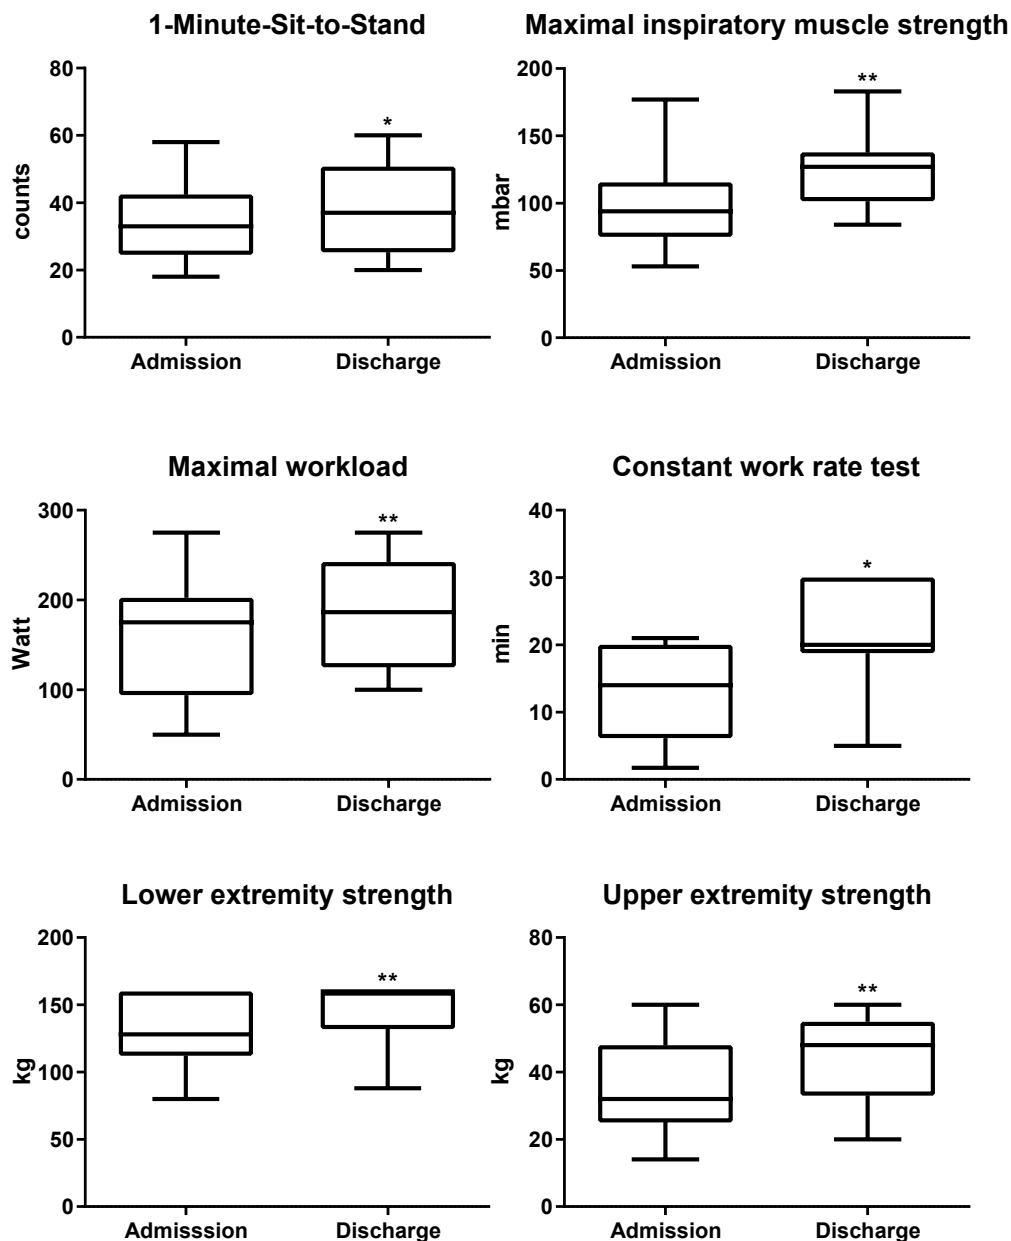 1-Minute-Sit-to-Stand
80
60
40
20
0
counts
*
Admission Discharge
Maximal inspiratory muscle strength
200
150
100
50
0
mbar
**
Admission Discharge
Maximal workload
300
200
100
0
Watt
**
Admission Discharge
Constant work rate test
40
30
20
10
0
min
*
Admission Discharge
Lower extremity strength
200
150
100
50
0
kg
**
Admisssion Discharge
Upper extremity strength
80
60
40
20
0
kg
**
Admission Discharge